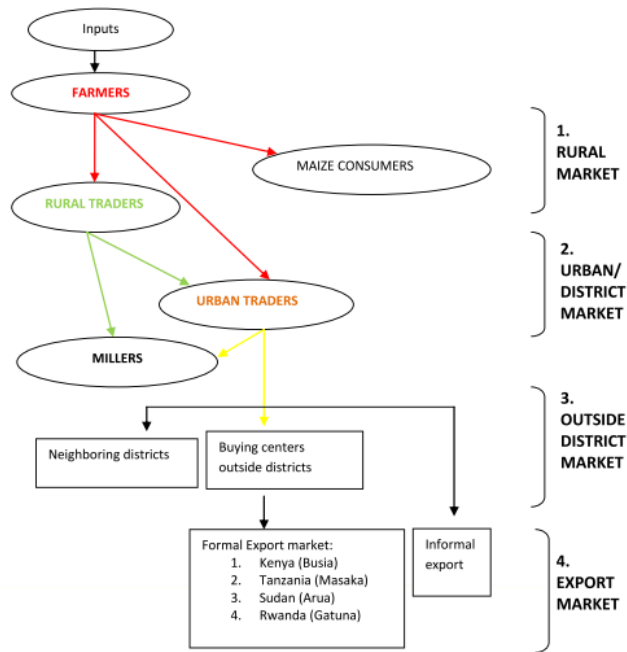 Inputs
FARMERS
1.
RURAL
MARKET
MAIZE CONSUMERS
RURAL TRADERS
2.
URBAN/
DISTRICT
MARKET
URBAN TRADERS
MILLERS
3.
OUTSIDE
DISTRICT
MARKET
Neighboring districts
Buying centers
outside districts
Formal Export market:
1. Kenya (Busia)
2. Tanzania (Masaka)
3. Sudan (Arua)
4. Rwanda (Gatuna)
Informal
export
4.
EXPORT
MARKET